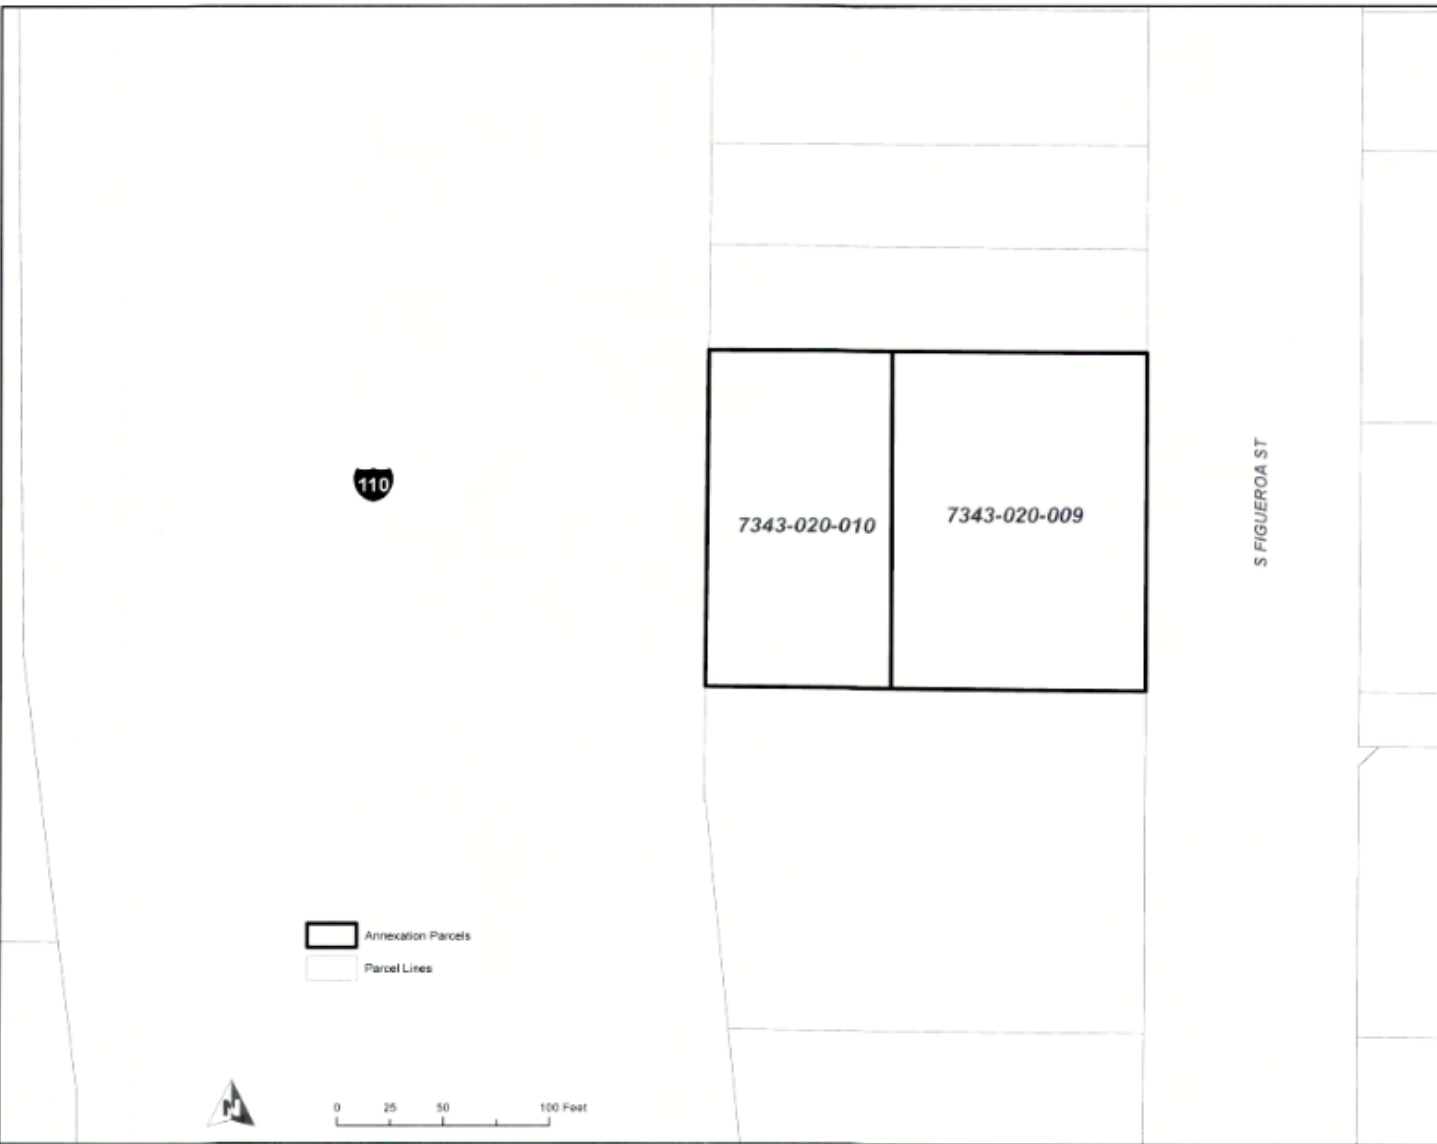 110
7343-020-010
7343-020-009
S FIGUEROA ST
Annexation Parcels
Parcel Lines
N
0 25 50 100 Feet